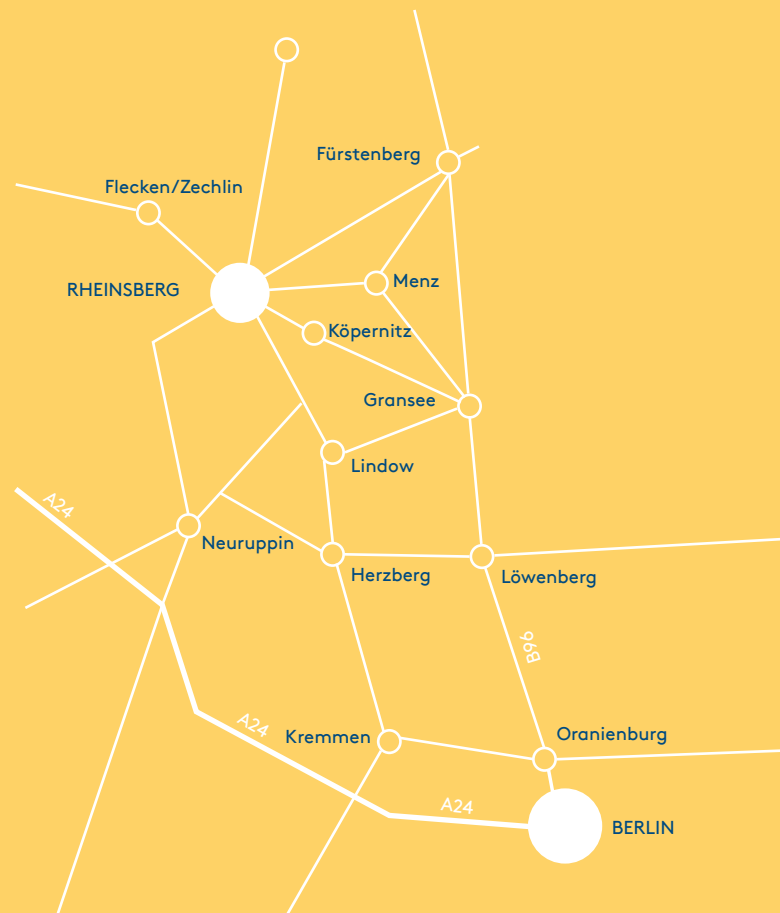 Fürstenberg
Flecken/Zechlin
Menz
RHEINSBERG
Köpernitz
Gransee
Lindow
A24
Neuruppin
Herzberg
Löwenberg
B96
A24
Kremmen
Oranienburg
A24
BERLIN